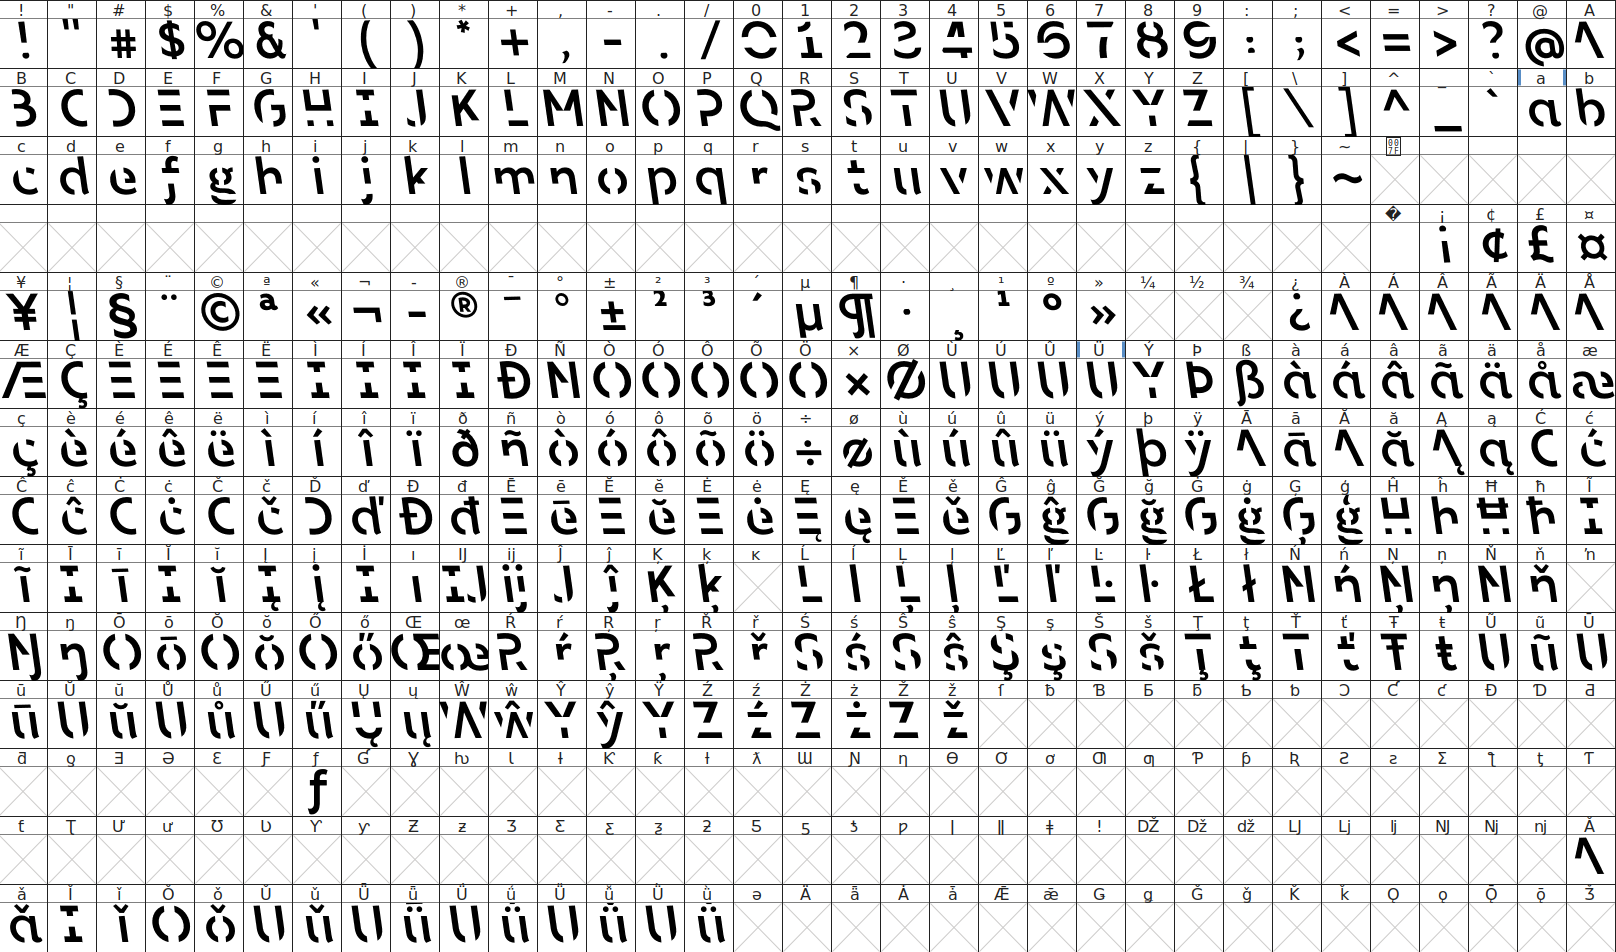 ! " # $ % & ' ( ) * + , - . / 0 1 2 3 4 5 6 7 8 9 : ; < = > ? @ A
B C D E F G H I J K L M N O P Q R S T U V W X Y Z [ \ ] ^ _ ` a b
c d e f g h i j k l m n o p q r s t u v w x y z { | } ~ 007F
� ¡ ¢ £ ¤
¥ ¦ § ¨ © ª « ¬ - ® ¯ ° ± ² ³ ´ µ ¶ · ¸ ¹ º » ¼ ½ ¾ ¿ À Á Â Ã Ä Å
Æ Ç È É Ê Ë Ì Í Î Ï Ð Ñ Ò Ó Ô Õ Ö × Ø Ù Ú Û Ü Ý Þ ß à á â ã ä å æ
ç è é ê ë ì í î ï ð ñ ò ó ô õ ö ÷ ø ù ú û ü ý þ ÿ Ā ā Ă ă Ą ą Ć ć
Ĉ ĉ Ċ ċ Č č Ď ď Đ đ Ē ē Ĕ ĕ Ė ė Ę ę Ě ě Ĝ ĝ Ğ ğ Ġ ġ Ģ ģ Ĥ ĥ Ħ ħ Ĩ
ĩ Ī ī Ĭ ĭ Į į İ ı Ĳ ĳ Ĵ ĵ Ķ ķ ĸ Ĺ ĺ Ļ ļ Ľ ľ Ŀ ŀ Ł ł Ń ń Ņ ņ Ň ň ŉ
Ŋ ŋ Ō ō Ŏ ŏ Ő ő Œ œ Ŕ ŕ Ŗ ŗ Ř ř Ś ś Ŝ ŝ Ş ş Š š Ţ ţ Ť ť Ŧ ŧ Ũ ũ Ū
ū Ŭ ŭ Ů ů Ű ű Ų ų Ŵ ŵ Ŷ ŷ Ÿ Ź ź Ż ż Ž ž ſ ƀ Ɓ Ƃ ƃ Ƅ ƅ Ɔ Ƈ ƈ Ɖ Ɗ Ƌ
ƌ ƍ Ǝ Ə Ɛ Ƒ ƒ Ɠ Ɣ ƕ Ɩ Ɨ Ƙ ƙ ƚ ƛ Ɯ Ɲ ƞ Ɵ Ơ ơ Ƣ ƣ Ƥ ƥ Ʀ Ƨ ƨ Ʃ ƪ ƫ Ƭ
ƭ Ʈ Ư ư Ʊ Ʋ Ƴ ƴ Ƶ ƶ Ʒ Ƹ ƹ ƺ ƻ Ƽ ƽ ƾ ƿ ǀ ǁ ǂ ǃ Ǆ ǅ ǆ Ǉ ǈ ǉ Ǌ ǋ ǌ Ǎ
ǎ Ǐ ǐ Ǒ ǒ Ǔ ǔ Ǖ ǖ Ǘ ǘ Ǚ ǚ Ǜ ǜ ǝ Ǟ ǟ Ǡ ǡ Ǣ ǣ Ǥ ǥ Ǧ ǧ Ǩ ǩ Ǫ ǫ Ǭ ǭ Ǯ